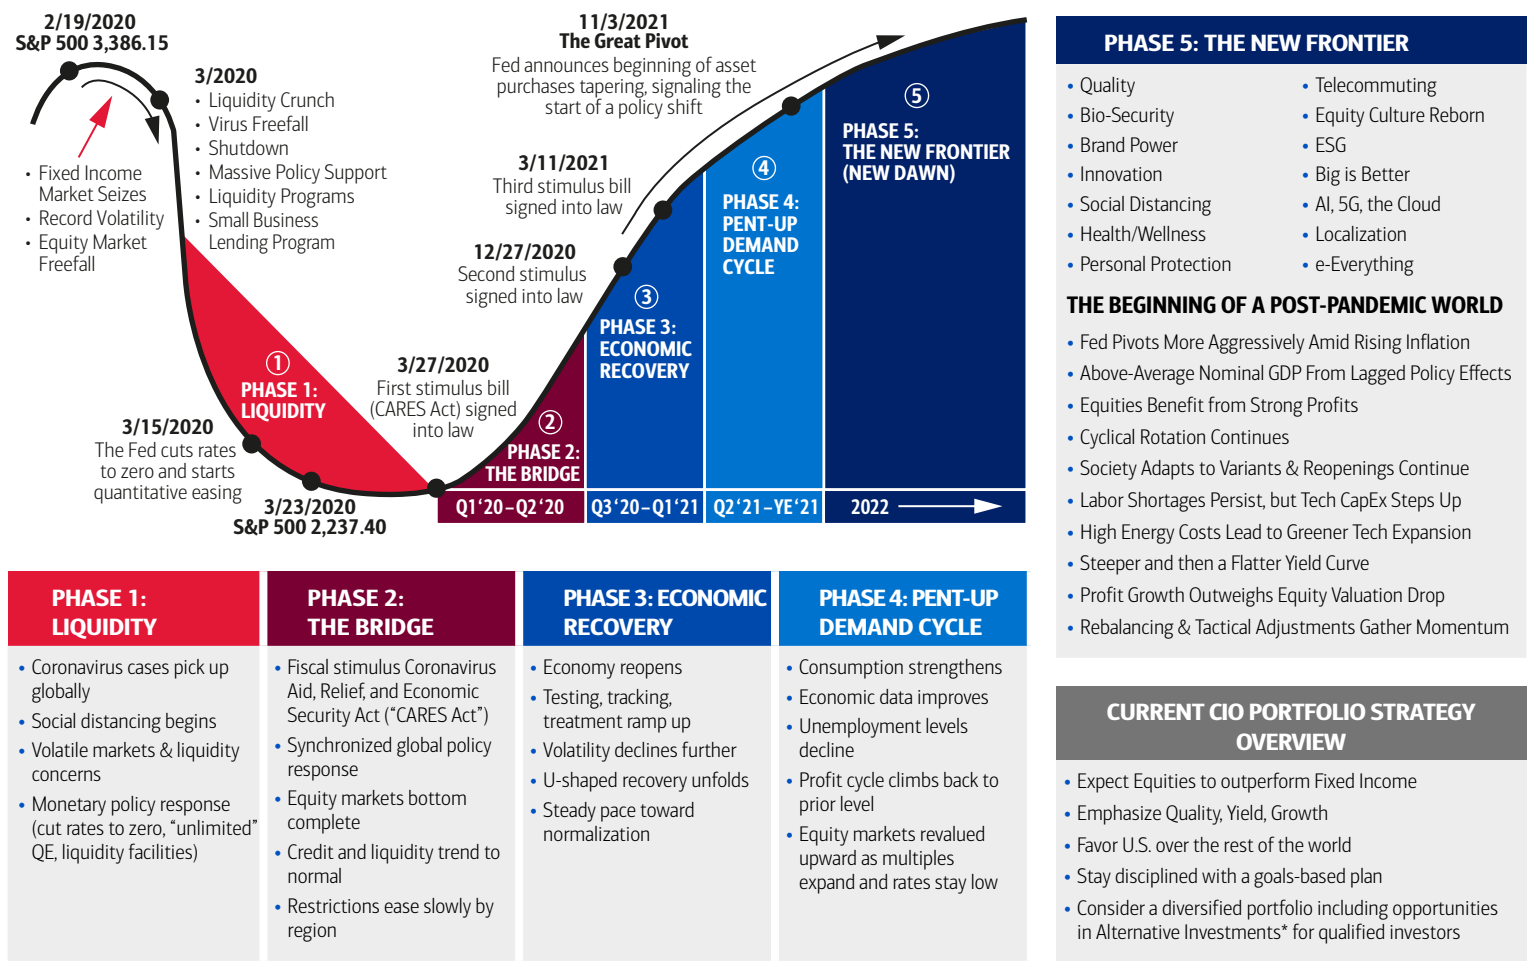 2/19/2020
S&P 500 3,386.15
3/2020
• Liquidity Crunch
• Virus Freefall
• Shutdown
• Massive Policy Support
• Liquidity Programs
• Small Business
Lending Program
• Fixed Income
Market Seizes
• Record Volatility
• Equity Market
Freefall
11/3/2021
The Great Pivot
Fed announces beginning of asset
purchases tapering, signaling the
start of a policy shift
3/11/2021
Third stimulus bill
signed into law
12/27/2020
Second stimulus
signed into law
3/27/2020
First stimulus bill
(CARES Act) signed
into law
3/15/2020
The Fed cuts rates
to zero and starts
quantitative easing
3/23/2020
S&P 500 2,237.40
1
PHASE 1:
LIQUIDITY
2
PHASE 2:
THE BRIDGE
3
PHASE 3:
ECONOMIC
RECOVERY
4
PHASE 4:
PENT-UP
DEMAND
CYCLE
5
PHASE 5:
THE NEW FRONTIER
(NEW DAWN)
Q1‘20–Q2‘20
Q3‘20–Q1‘21
Q2‘21–YE‘21
2022
PHASE 1:
LIQUIDITY
• Coronavirus cases pick up
globally
• Social distancing begins
• Volatile markets & liquidity
concerns
• Monetary policy response
(cut rates to zero, “unlimited”
QE, liquidity facilities)
PHASE 2:
THE BRIDGE
• Fiscal stimulus Coronavirus
Aid, Relief, and Economic
Security Act (“CARES Act”)
• Synchronized global policy
response
• Equity markets bottom
complete
• Credit and liquidity trend to
normal
• Restrictions ease slowly by
region
PHASE 3: ECONOMIC
RECOVERY
• Economy reopens
• Testing, tracking,
treatment ramp up
• Volatility declines further
• U-shaped recovery unfolds
• Steady pace toward
normalization
PHASE 4: PENT-UP
DEMAND CYCLE
• Consumption strengthens
• Economic data improves
• Unemployment levels
decline
• Profit cycle climbs back to
prior level
• Equity markets revalued
upward as multiples
expand and rates stay low
PHASE 5: THE NEW FRONTIER
• Quality
• Bio-Security
• Brand Power
• Innovation
• Social Distancing
• Health/Wellness
• Personal Protection
• Telecommuting
• Equity Culture Reborn
• ESG
• Big is Better
• AI, 5G, the Cloud
• Localization
• e-Everything
THE BEGINNING OF A POST-PANDEMIC WORLD
• Fed Pivots More Aggressively Amid Rising Inflation
• Above-Average Nominal GDP From Lagged Policy Effects
• Equities Benefit from Strong Profits
• Cyclical Rotation Continues
• Society Adapts to Variants & Reopenings Continue
• Labor Shortages Persist, but Tech CapEx Steps Up
• High Energy Costs Lead to Greener Tech Expansion
• Steeper and then a Flatter Yield Curve
• Profit Growth Outweighs Equity Valuation Drop
• Rebalancing & Tactical Adjustments Gather Momentum
CURRENT CIO PORTFOLIO STRATEGY
OVERVIEW
• Expect Equities to outperform Fixed Income
• Emphasize Quality, Yield, Growth
• Favor U.S. over the rest of the world
• Stay disciplined with a goals-based plan
• Consider a diversified portfolio including opportunities
in Alternative Investments* for qualified investors